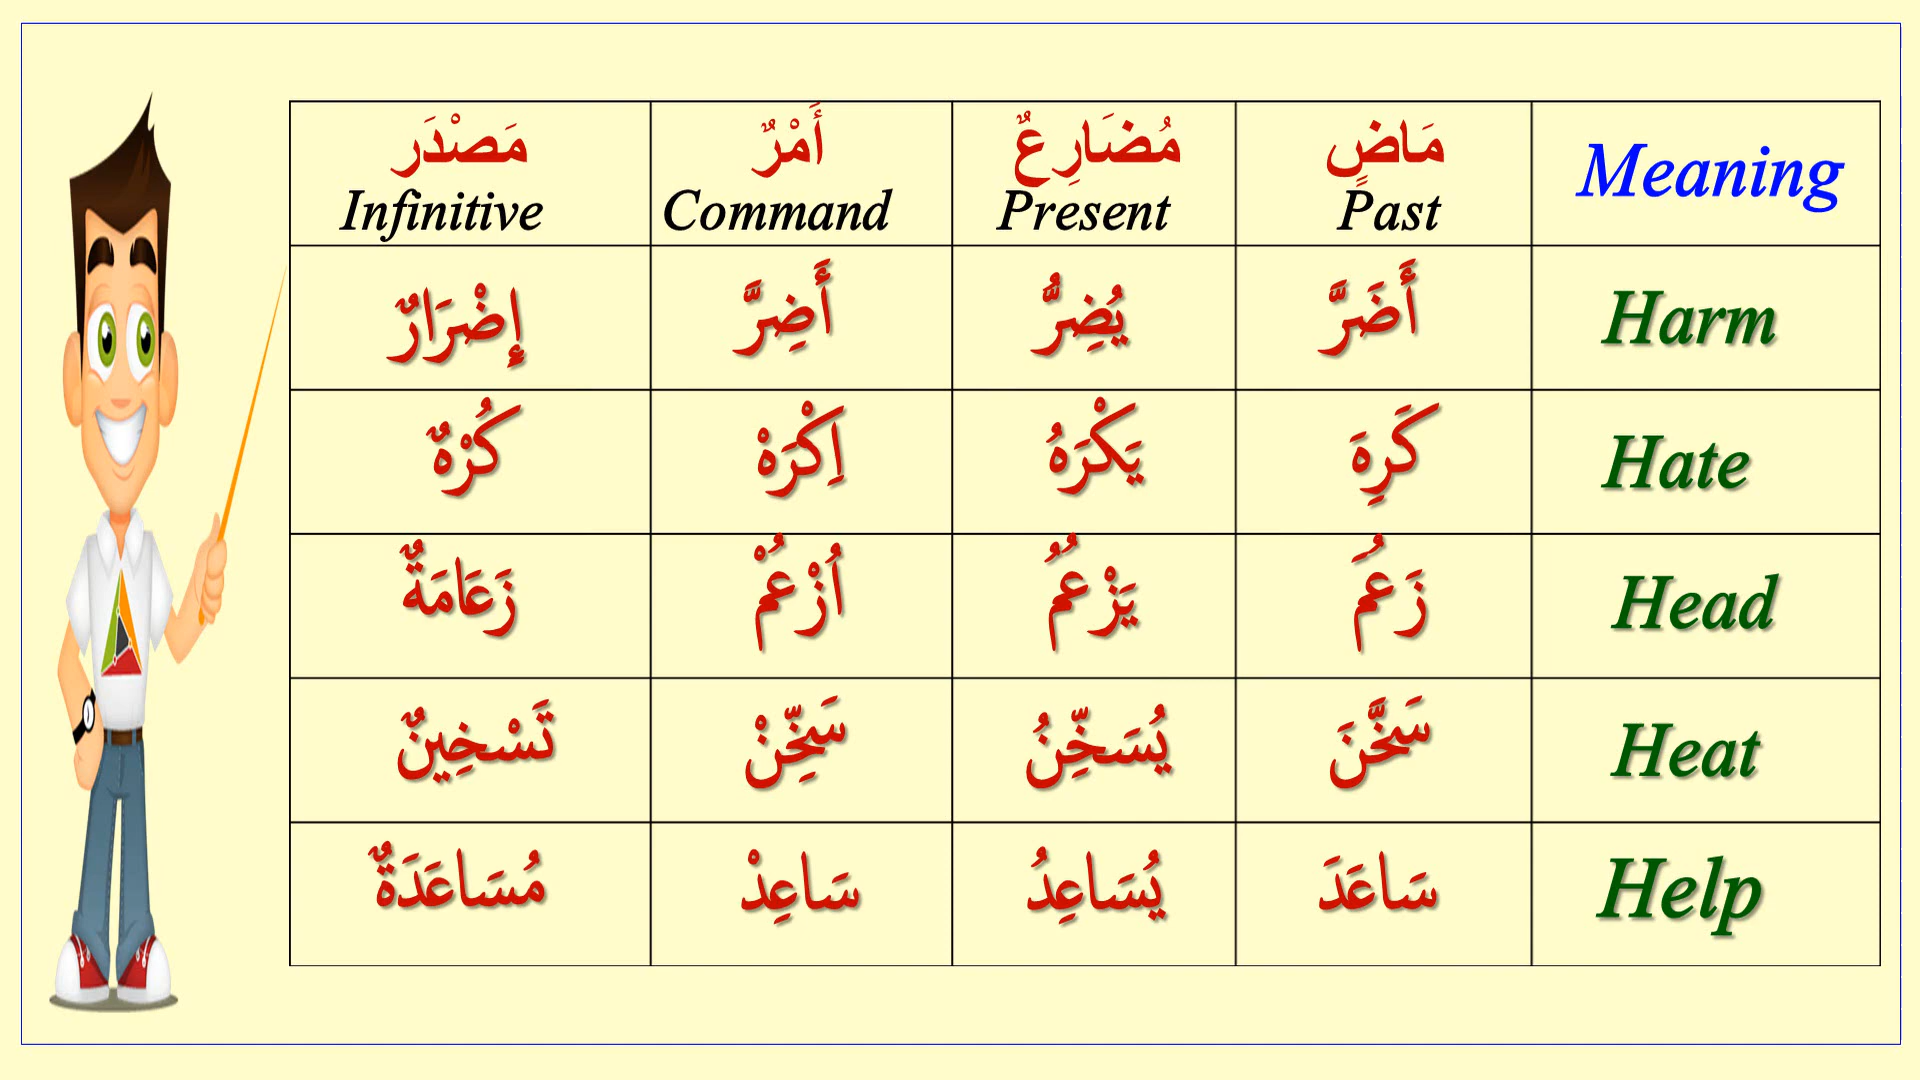 مَاضٍ مُضَارِعٌ أَمْرٌ مَصْدَر
Meaning Past Present Command Infinitive
Harm أَضَرَّ يُضِرُّ أَضِرَّ إِضْرَارٌ
Hate كَرِهَ يَكْرَهُ اِكْرَهْ كُرْهٌ
Head زَعُمَ يَزْعُمُ اُزْعُمْ زَعَامَةٌ
Heat سَخَّنَ يُسَخِّنُ سَخِّنْ تَسْخِينٌ
Help سَاعَدَ يُسَاعِدُ سَاعِدْ مُسَاعَدَةٌ